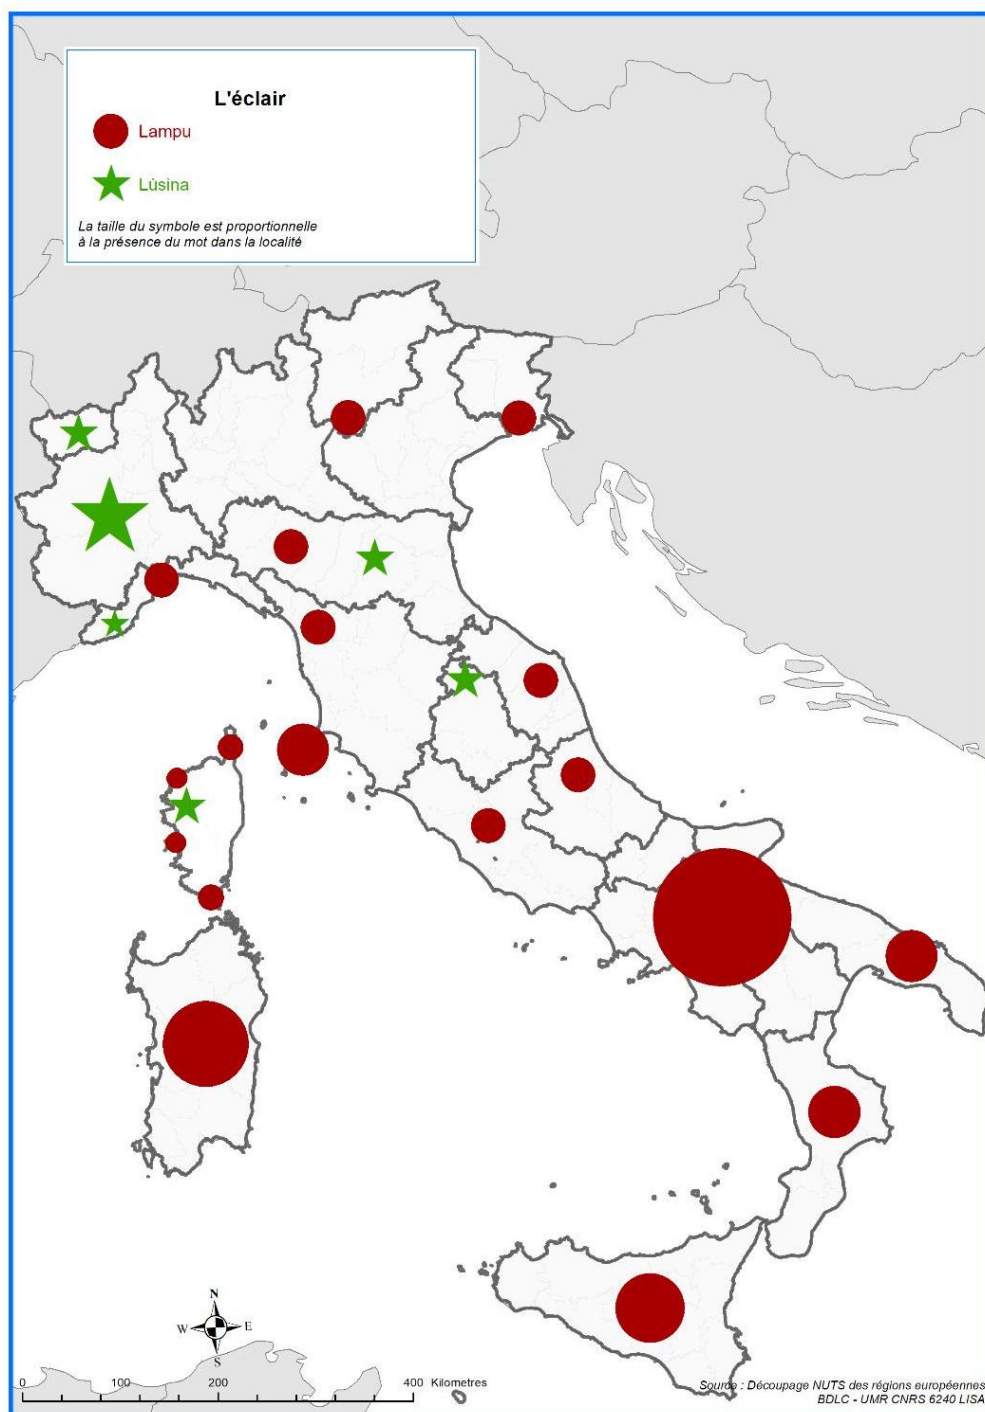 L'éclair
Lampu
Lùsina
La taille du symbole est proportionnelle
à la présence du mot dans la localité
N
W E
S
0 100 200 400 Kilometres
Source : Découpage NUTS des régions européennes
BDLC - UMR CNRS 6240 LISA